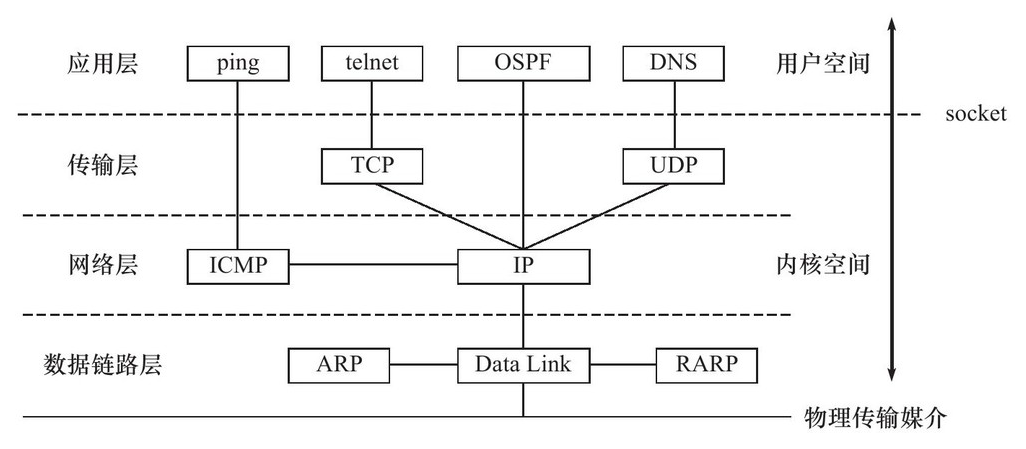 应用层 ping telnet OSPF DNS 用户空间
socket
传输层 TCP UDP
网络层 ICMP IP 内核空间
数据链路层 ARP Data Link RARP
物理传输媒介